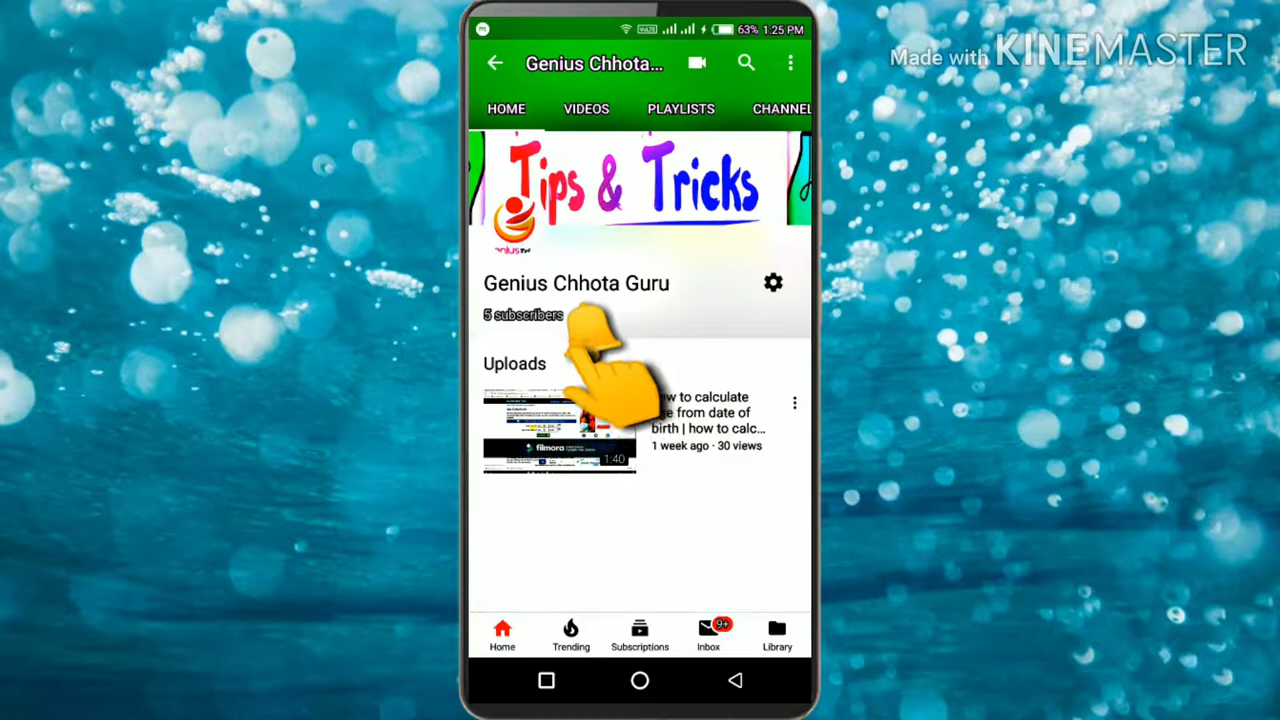 Made with KINEMASTER
VoLTE 63% 1:25 PM
Genius Chhota...
HOME VIDEOS PLAYLISTS CHANNEL
Tips & Tricks
Genius Chhota Guru
5 subscribers
Uploads
to calculate
from date of
birth | how to calc...
1 week ago · 30 views
filmora
1:40
9+
Home Trending Subscriptions Inbox Library